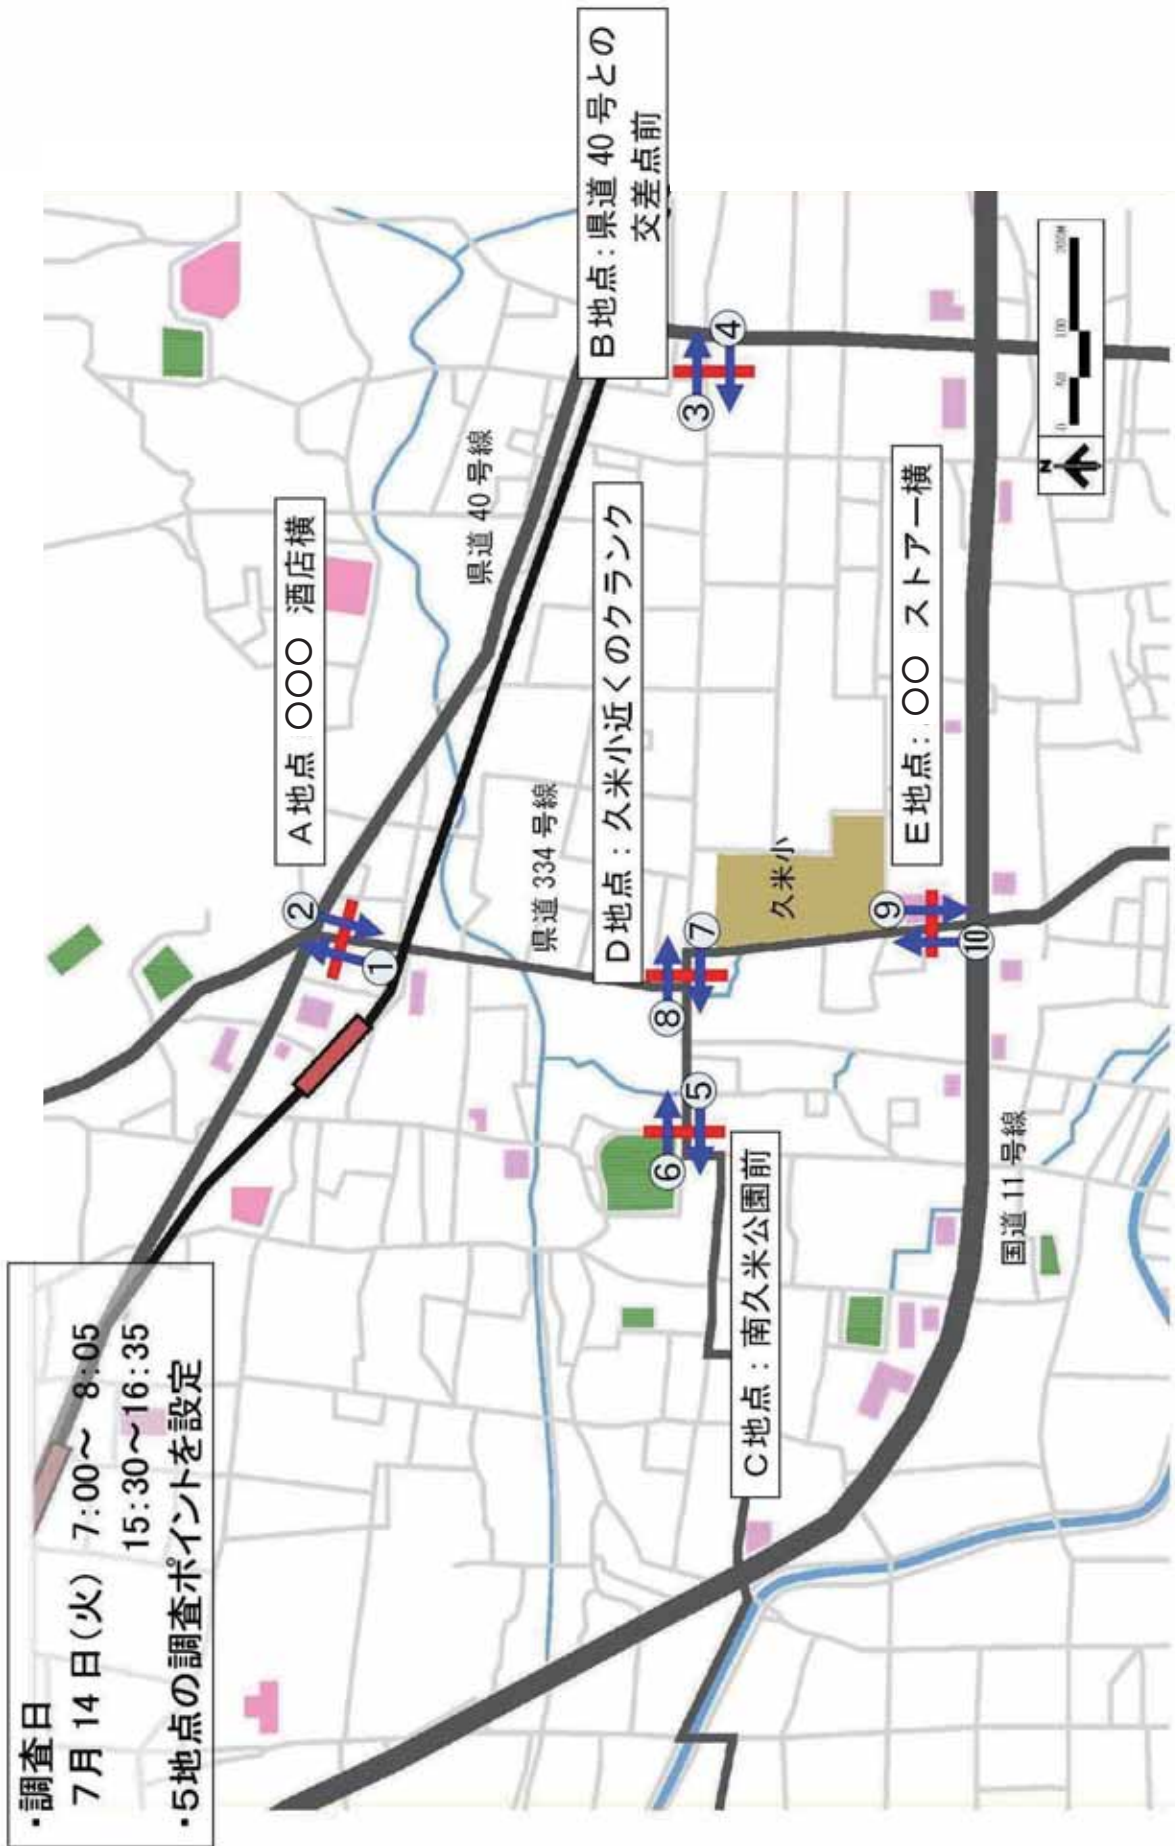 ・調査日
7月14日(火) 7:00～ 8:05
15:30～16:35
・5地点の調査ポイントを設定
A地点:○○○ 酒店横
B地点:県道40号との
交差点前
県道40号線
②
①
③
④
県道334号線
D地点:久米小近くのクランク
⑧
⑦
久米小
⑥
⑤
C地点:南久米公園前
E地点:○○ ストアー横
⑨
⑩
国道11号線
N
0 50 100 200M